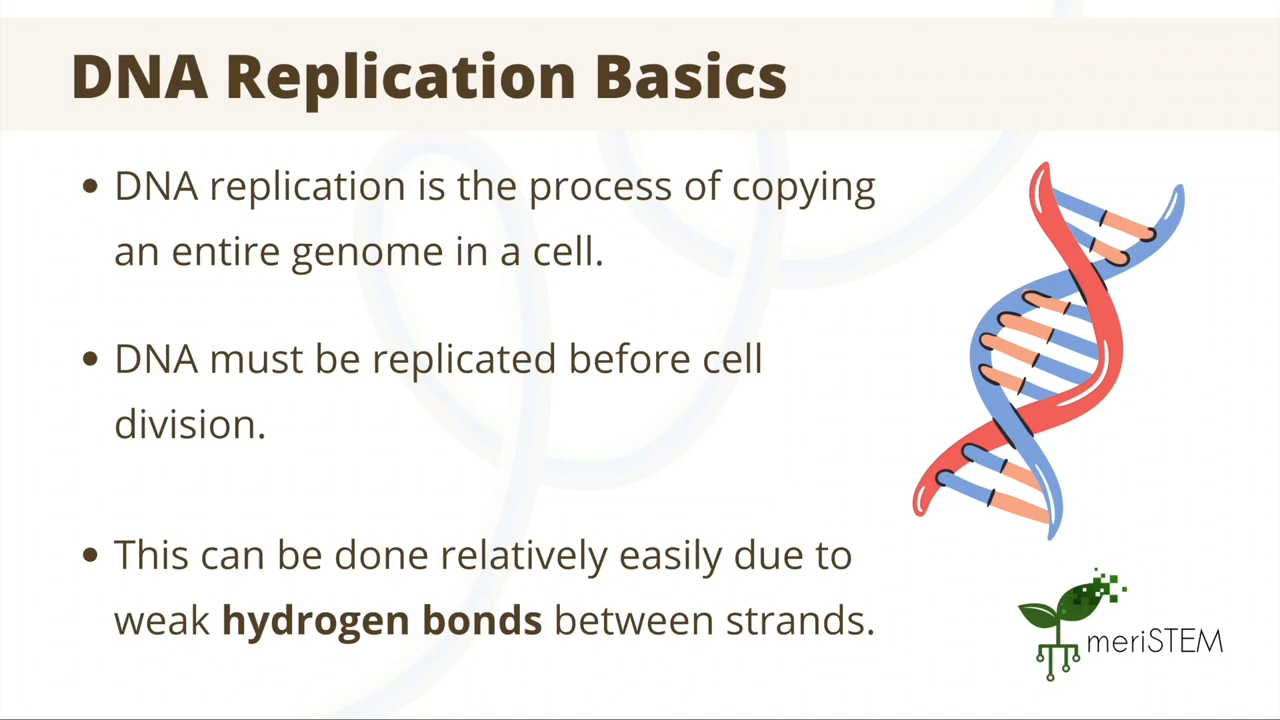 DNA Replication Basics
• DNA replication is the process of copying
an entire genome in a cell.
• DNA must be replicated before cell
division.
• This can be done relatively easily due to
weak hydrogen bonds between strands.
meriSTEM